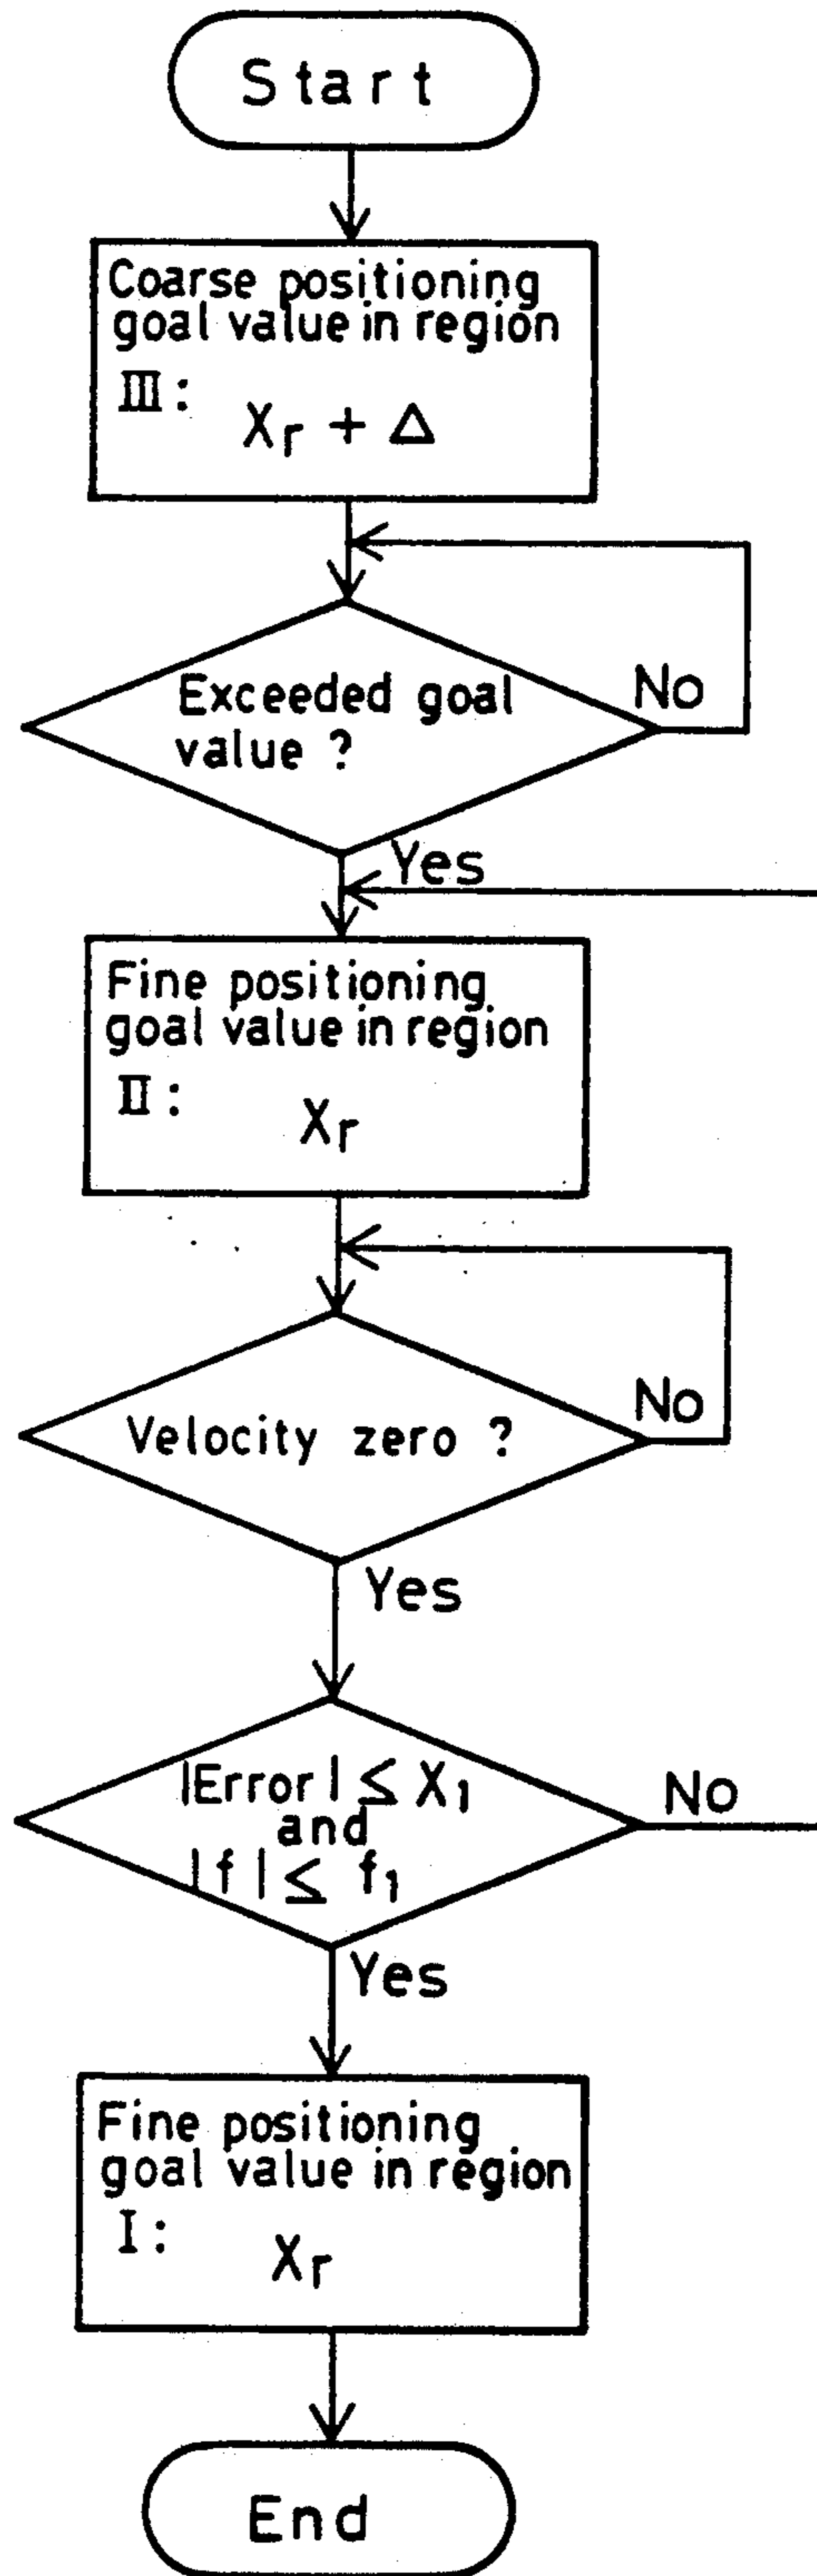 Start
Coarse positioning
goal value in region
III:
Xr + Δ
Exceeded goal
value ?
No
Yes
Fine positioning
goal value in region
II:
Xr
Velocity zero ?
No
Yes
|Error| ≤ X1
and
|f| ≤ f1
No
Yes
Fine positioning
goal value in region
I:
Xr
End